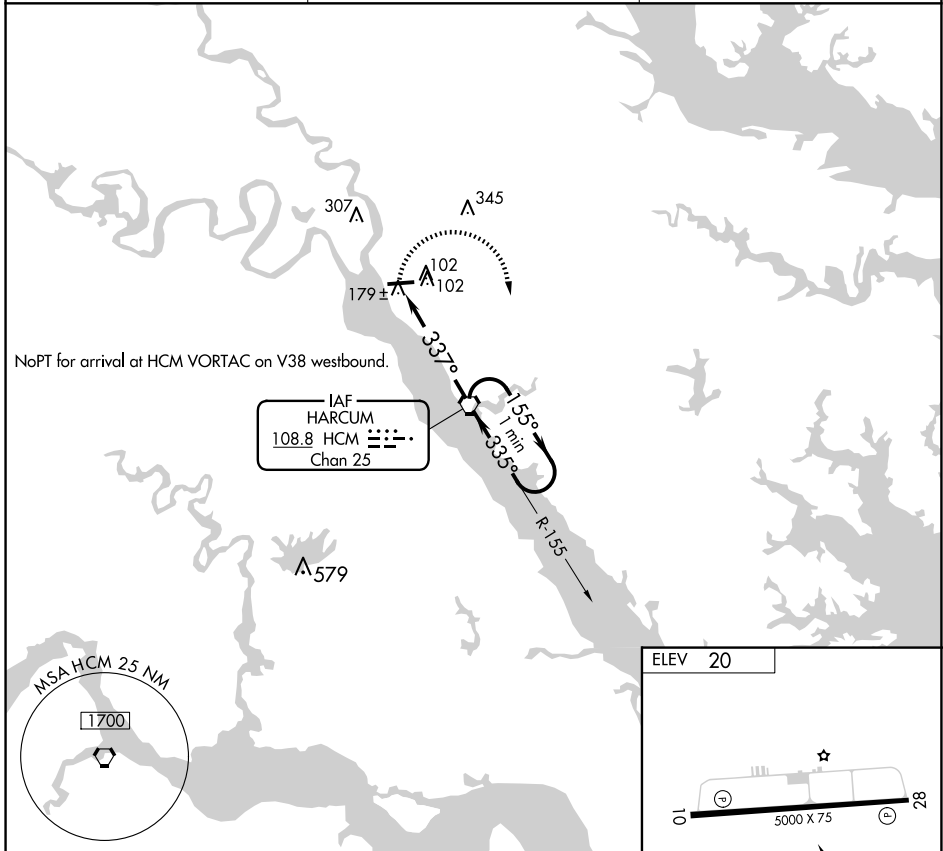 345
307
102
102
179±
337°
NoPT for arrival at HCM VORTAC on V38 westbound.
IAF
HARCUM
108.8 HCM
Chan 25
155°
1 min
335°
R-155
579
MSA HCM 25 NM
1700
ELEV 20
P
10
5000 X 75
28
P